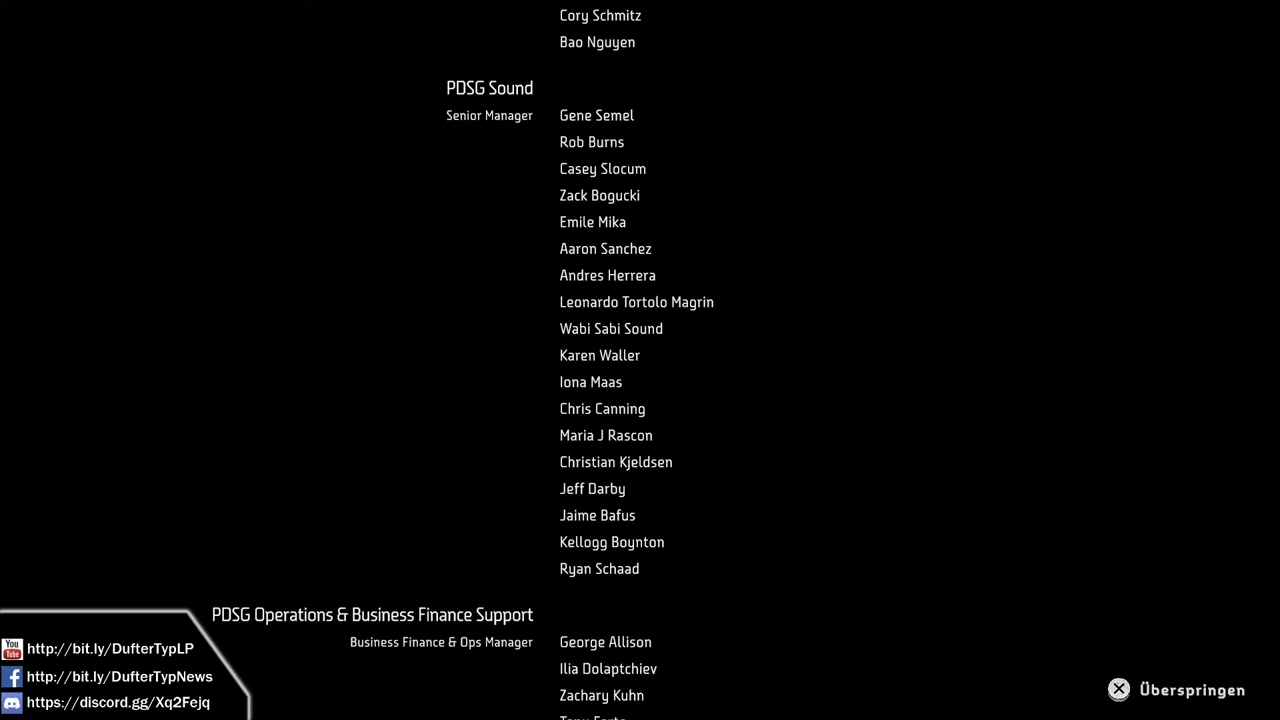 Cory Schmitz
Bao Nguyen
PDSG Sound
Senior Manager Gene Semel
Rob Burns
Casey Slocum
Zack Bogucki
Emile Mika
Aaron Sanchez
Andres Herrera
Leonardo Tortolo Magrin
Wabi Sabi Sound
Karen Waller
Iona Maas
Chris Canning
Maria J Rascon
Christian Kjeldsen
Jeff Darby
Jaime Bafus
Kellogg Boynton
Ryan Schaad
PDSG Operations & Business Finance Support
Business Finance & Ops Manager George Allison
Ilia Dolaptchiev
Zachary Kuhn
You Tube http://bit.ly/DufterTypLP
http://bit.ly/DufterTypNews
https://discord.gg/Xq2Fejq
Überspringen